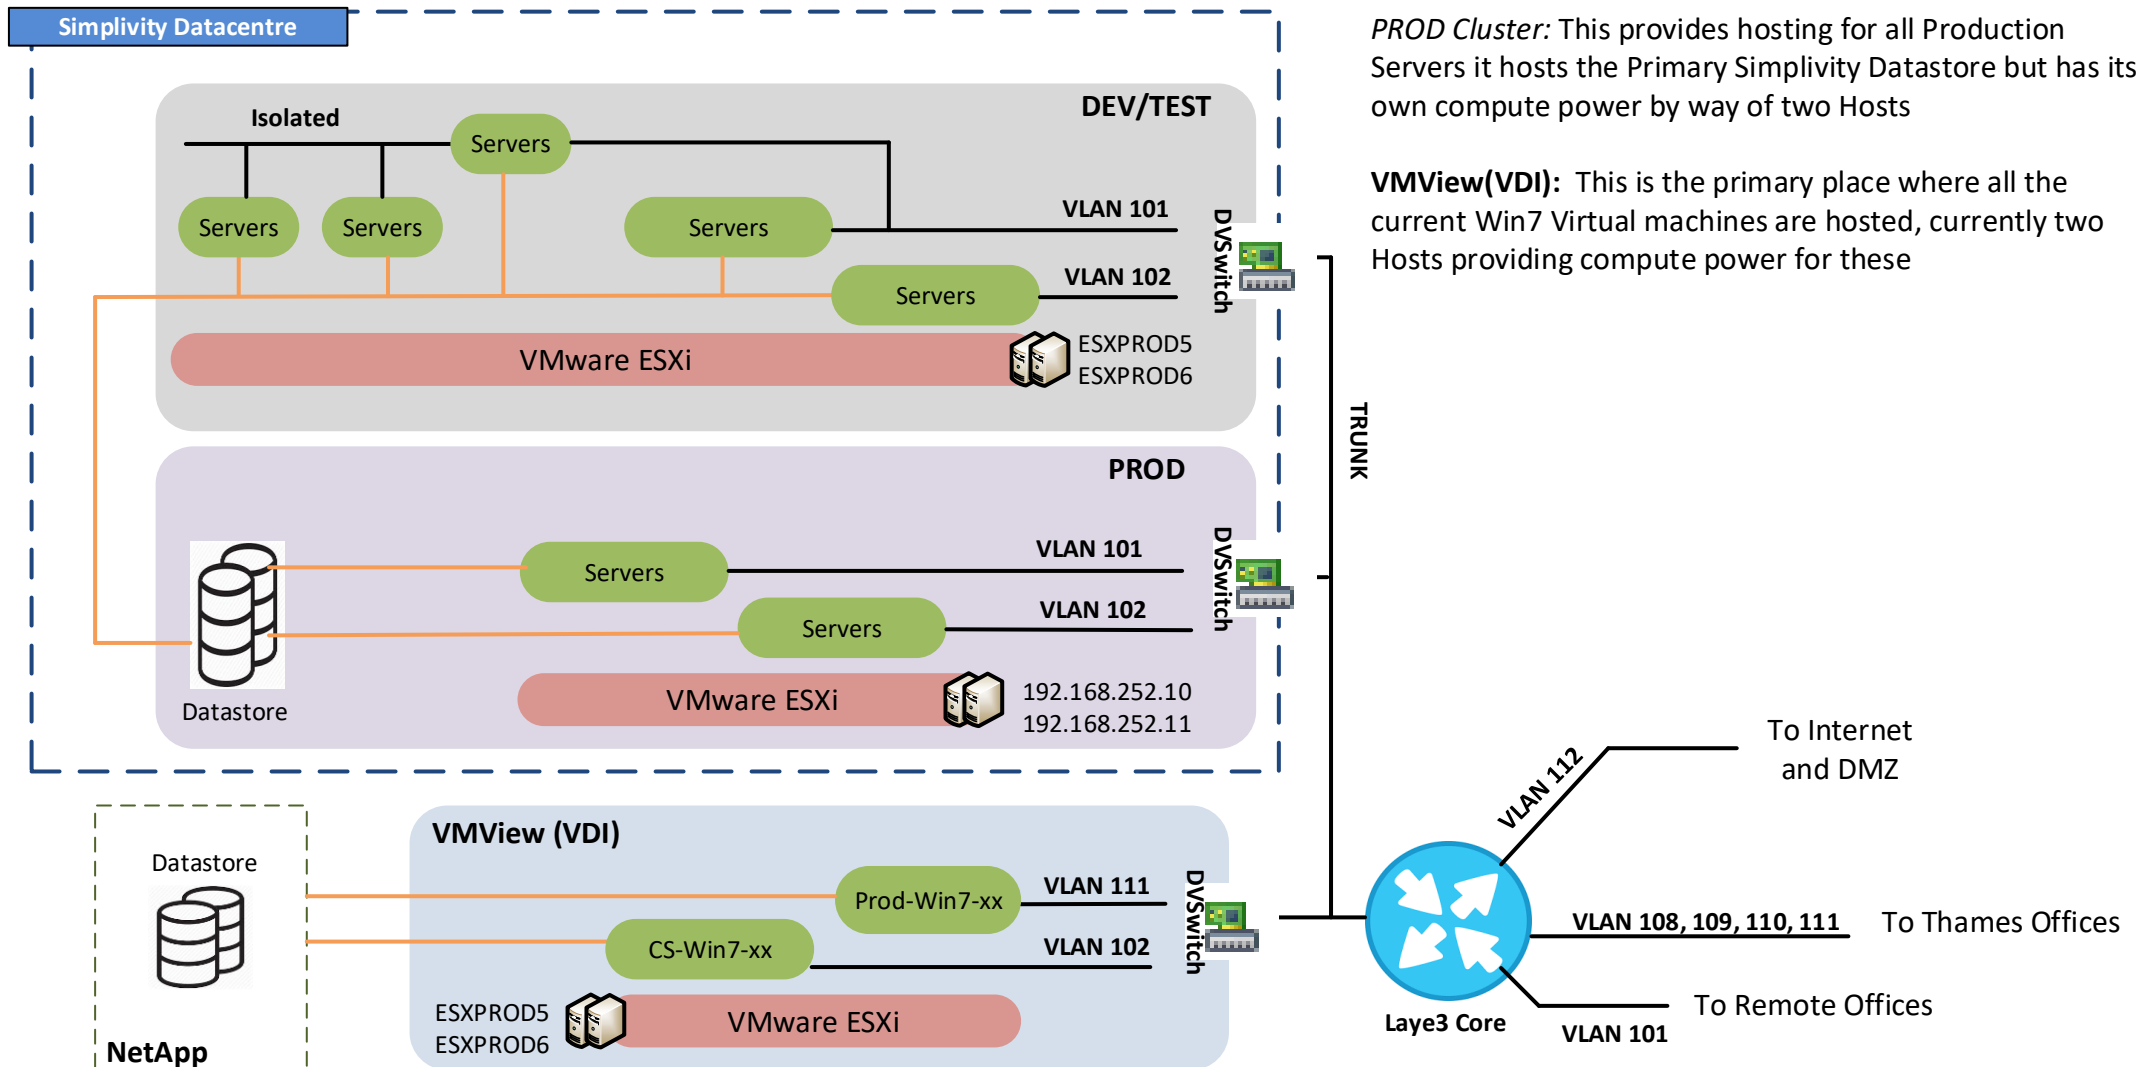 Simplivity Datacentre
DEV/TEST
Isolated
Servers
Servers
Servers
Servers
VLAN 101
VLAN 102
Servers
DVSwitch
VMware ESXi
ESXPROD5
ESXPROD6
PROD
VLAN 101
Servers
VLAN 102
Servers
DVSwitch
Datastore
VMware ESXi
192.168.252.10
192.168.252.11
TRUNK
PROD Cluster: This provides hosting for all Production
Servers it hosts the Primary Simplivity Datastore but has its
own compute power by way of two Hosts
VMView(VDI): This is the primary place where all the
current Win7 Virtual machines are hosted, currently two
Hosts providing compute power for these
Datastore
NetApp
VMView (VDI)
Prod-Win7-xx
VLAN 111
CS-Win7-xx
VLAN 102
DVSwitch
ESXPROD5
ESXPROD6
VMware ESXi
Laye3 Core
VLAN 112
To Internet
and DMZ
VLAN 108, 109, 110, 111
To Thames Offices
To Remote Offices
VLAN 101